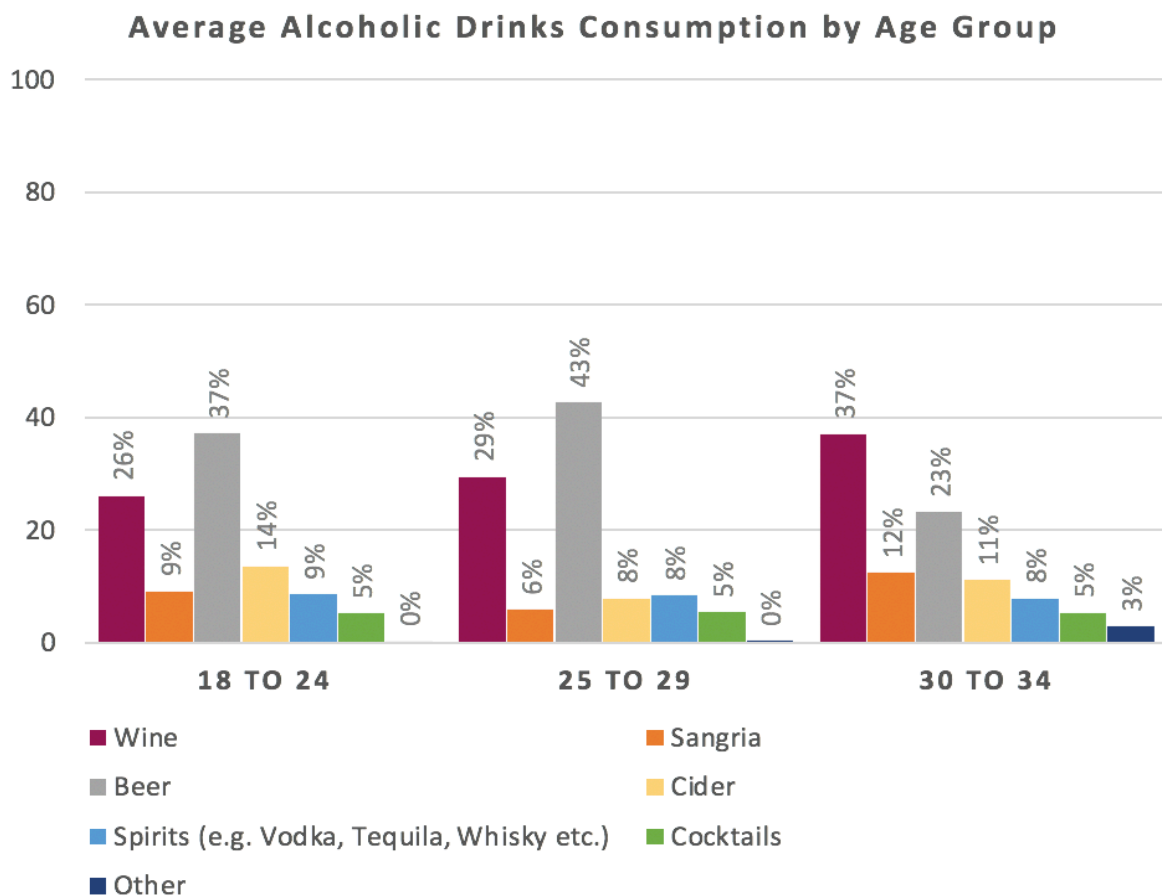 Average Alcoholic Drinks Consumption by Age Group
100
80
60
40
20
0
26%
9%
37%
14%
9%
5%
0%
29%
6%
43%
8%
8%
5%
0%
37%
12%
23%
11%
8%
5%
3%
18 TO 24
25 TO 29
30 TO 34
Wine
Sangria
Beer
Cider
Spirits (e.g. Vodka, Tequila, Whisky etc.)
Cocktails
Other